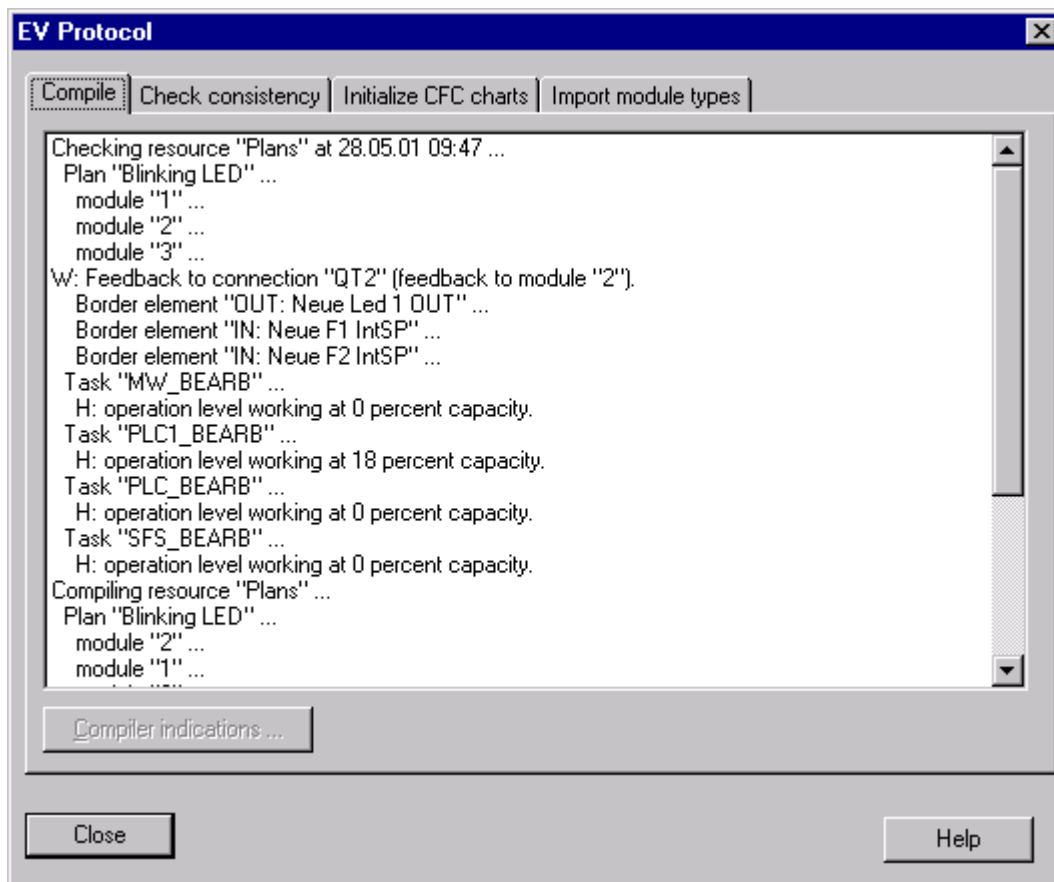 EV Protocol
Compile
Check consistency
Initialize CFC charts
Import module types
Checking resource "Plans" at 28.05.01 09:47 ...
Plan "Blinking LED" ...
module "1" ...
module "2" ...
module "3" ...
W: Feedback to connection "QT2" (feedback to module "2").
Border element "OUT: Neue Led 1 OUT" ...
Border element "IN: Neue F1 IntSP" ...
Border element "IN: Neue F2 IntSP" ...
Task "MW_BEARB" ...
H: operation level working at 0 percent capacity.
Task "PLC1_BEARB" ...
H: operation level working at 18 percent capacity.
Task "PLC_BEARB" ...
H: operation level working at 0 percent capacity.
Task "SFS_BEARB" ...
H: operation level working at 0 percent capacity.
Compiling resource "Plans" ...
Plan "Blinking LED" ...
module "2" ...
module "1" ...
Compiler indications ...
Close
Help